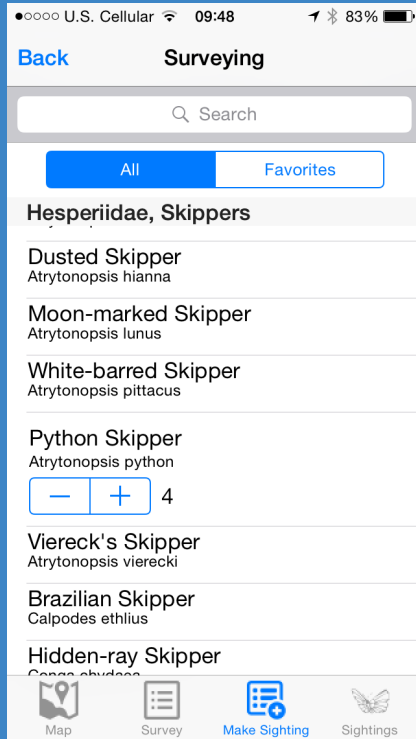 U.S. Cellular 09:48 83%
Back Surveying
Search
All Favorites
Hesperiidae, Skippers
Dusted Skipper
Atrytonopsis hianna
Moon-marked Skipper
Atrytonopsis lunus
White-barred Skipper
Atrytonopsis pittacus
Python Skipper
Atrytonopsis python
− + 4
Viereck's Skipper
Atrytonopsis vierecki
Brazilian Skipper
Calpodes ethlius
Hidden-ray Skipper
Map Survey Make Sighting Sightings